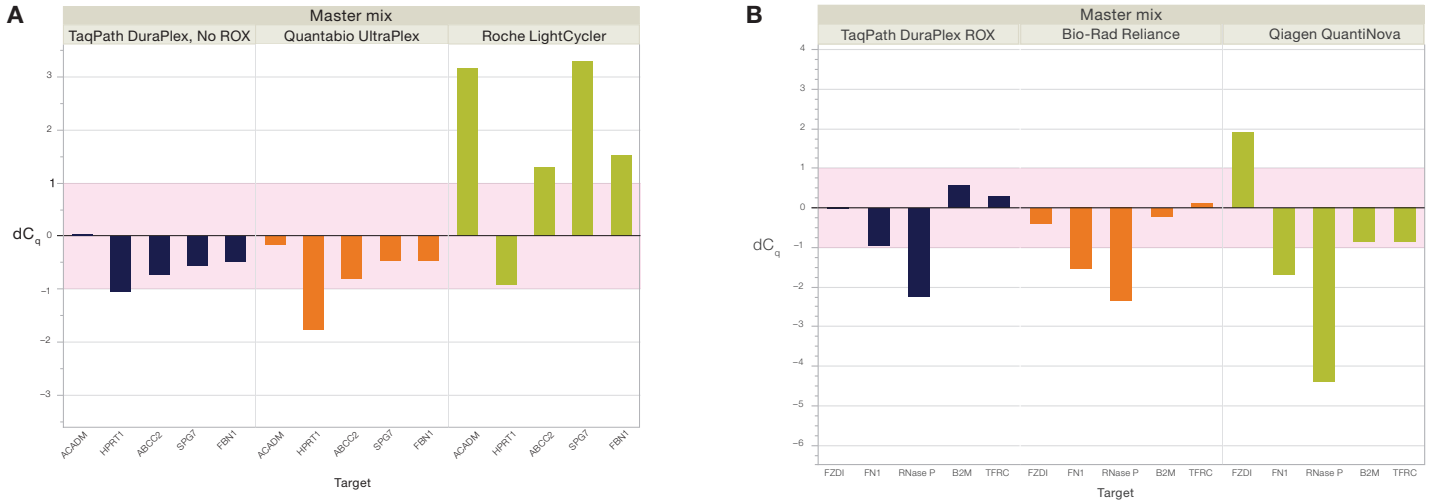 A
Master mix
TaqPath DuraPlex, No ROX Quantabio UltraPlex Roche LightCycler
3
2
1
dCq 0
−1
−2
−3
ACADM HPRT1 ABCC2 SPG7 FBN1 ACADM HPRT1 ABCC2 SPG7 FBN1 ACADM HPRT1 ABCC2 SPG7 FBN1
Target
B
Master mix
TaqPath DuraPlex ROX Bio-Rad Reliance Qiagen QuantiNova
4
3
2
1
0
dCq −1
−2
−3
−4
−5
−6
FZDI FN1 RNase P B2M TFRC FZDI FN1 RNase P B2M TFRC FZDI FN1 RNase P B2M TFRC
Target